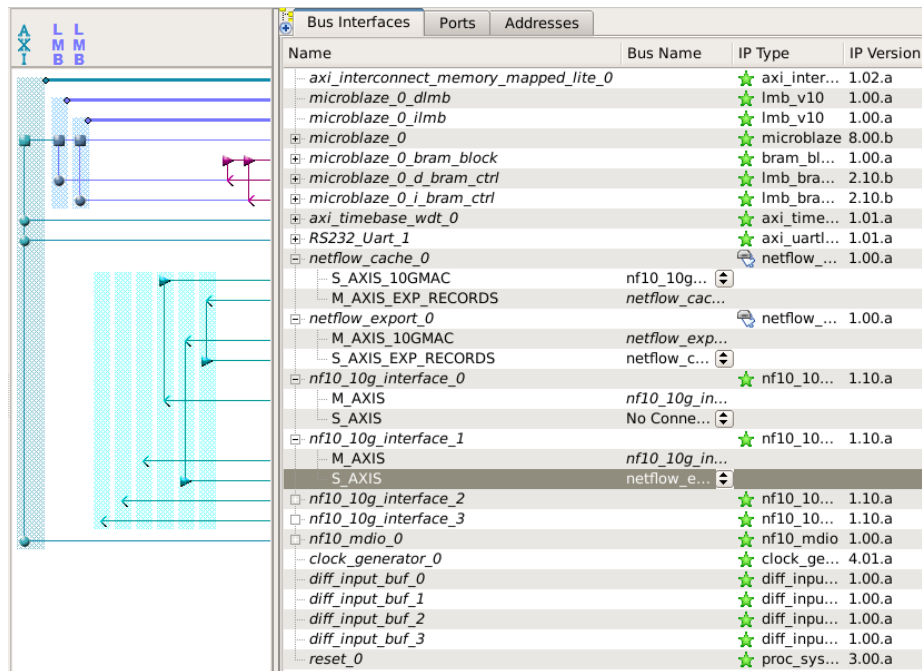 AXI LMB LMB
Bus Interfaces Ports Addresses
Name Bus Name IP Type IP Version
axi_interconnect_memory_mapped_lite_0 axi_inter... 1.02.a
microblaze_0_dlmb lmb_v10 1.00.a
microblaze_0_ilmb lmb_v10 1.00.a
microblaze_0 microblaze 8.00.b
microblaze_0_bram_block bram_bl... 1.00.a
microblaze_0_d_bram_ctrl lmb_bra... 2.10.b
microblaze_0_i_bram_ctrl lmb_bra... 2.10.b
axi_timebase_wdt_0 axi_time... 1.01.a
RS232_Uart_1 axi_uartl... 1.01.a
netflow_cache_0 netflow_... 1.00.a
S_AXIS_10GMAC nf10_10g...
M_AXIS_EXP_RECORDS netflow_cac...
netflow_export_0 netflow_... 1.00.a
M_AXIS_10GMAC netflow_exp...
S_AXIS_EXP_RECORDS netflow_c...
nf10_10g_interface_0 nf10_10... 1.10.a
M_AXIS nf10_10g_in...
S_AXIS No Conne...
nf10_10g_interface_1 nf10_10... 1.10.a
M_AXIS nf10_10g_in...
S_AXIS netflow_e...
nf10_10g_interface_2 nf10_10... 1.10.a
nf10_10g_interface_3 nf10_10... 1.10.a
nf10_mdio_0 nf10_mdio 1.00.a
clock_generator_0 clock_ge... 4.01.a
diff_input_buf_0 diff_inpu... 1.00.a
diff_input_buf_1 diff_inpu... 1.00.a
diff_input_buf_2 diff_inpu... 1.00.a
diff_input_buf_3 diff_inpu... 1.00.a
reset_0 proc_sys... 3.00.a